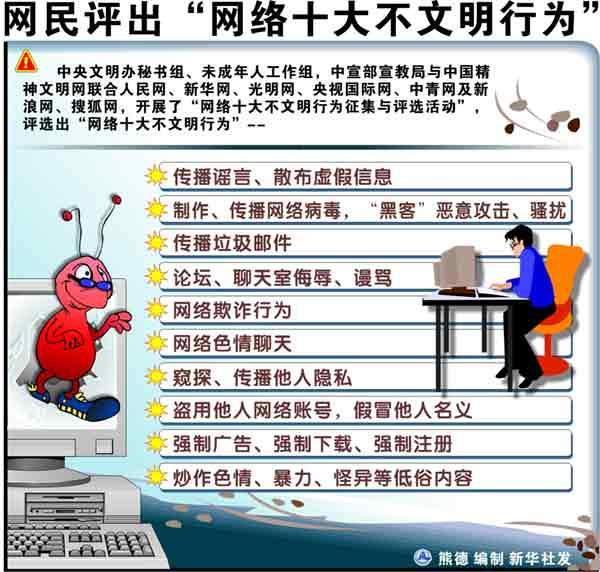 网民评出“网络十大不文明行为”
中央文明办秘书组、未成年人工作组，中宣部宣教局与中国精
神文明网联合人民网、新华网、光明网、央视国际网、中青网及新
浪网、搜狐网，开展了“网络十大不文明行为征集与评选活动”，
评选出“网络十大不文明行为”--
传播谣言、散布虚假信息
制作、传播网络病毒，“黑客”恶意攻击、骚扰
传播垃圾邮件
论坛、聊天室侮辱、谩骂
网络欺诈行为
网络色情聊天
窥探、传播他人隐私
盗用他人网络账号，假冒他人名义
强制广告、强制下载、强制注册
炒作色情、暴力、怪异等低俗内容
熊德 编制 新华社发